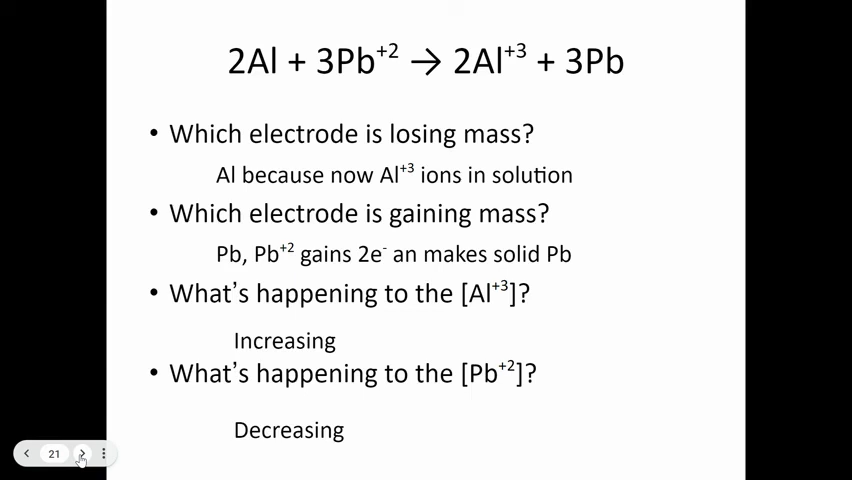 2Al + 3Pb⁺² → 2Al⁺³ + 3Pb
• Which electrode is losing mass?
Al because now Al⁺³ ions in solution
• Which electrode is gaining mass?
Pb, Pb⁺² gains 2e⁻ an makes solid Pb
• What’s happening to the [Al⁺³]?
Increasing
• What’s happening to the [Pb⁺²]?
Decreasing
21